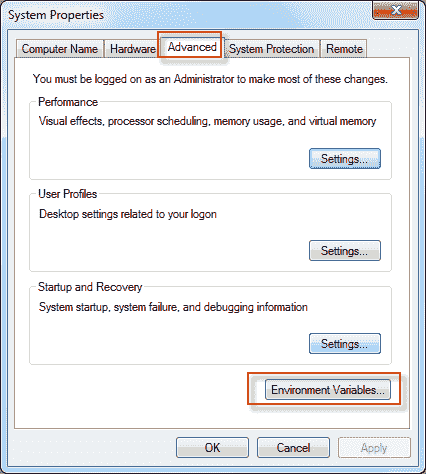 System Properties
Computer Name Hardware Advanced System Protection Remote
You must be logged on as an Administrator to make most of these changes.
Performance
Visual effects, processor scheduling, memory usage, and virtual memory
Settings...
User Profiles
Desktop settings related to your logon
Settings...
Startup and Recovery
System startup, system failure, and debugging information
Settings...
Environment Variables...
OK Cancel Apply